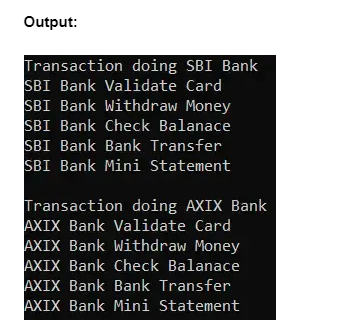 Output:
Transaction doing SBI Bank
SBI Bank Validate Card
SBI Bank Withdraw Money
SBI Bank Check Balanace
SBI Bank Bank Transfer
SBI Bank Mini Statement
Transaction doing AXIX Bank
AXIX Bank Validate Card
AXIX Bank Withdraw Money
AXIX Bank Check Balanace
AXIX Bank Bank Transfer
AXIX Bank Mini Statement